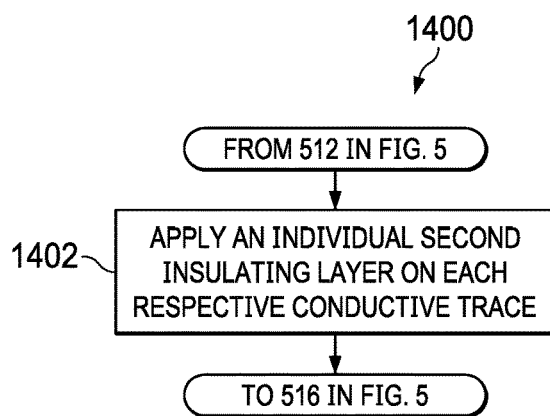 1400
FROM 512 IN FIG. 5
1402
APPLY AN INDIVIDUAL SECOND
INSULATING LAYER ON EACH
RESPECTIVE CONDUCTIVE TRACE
TO 516 IN FIG. 5